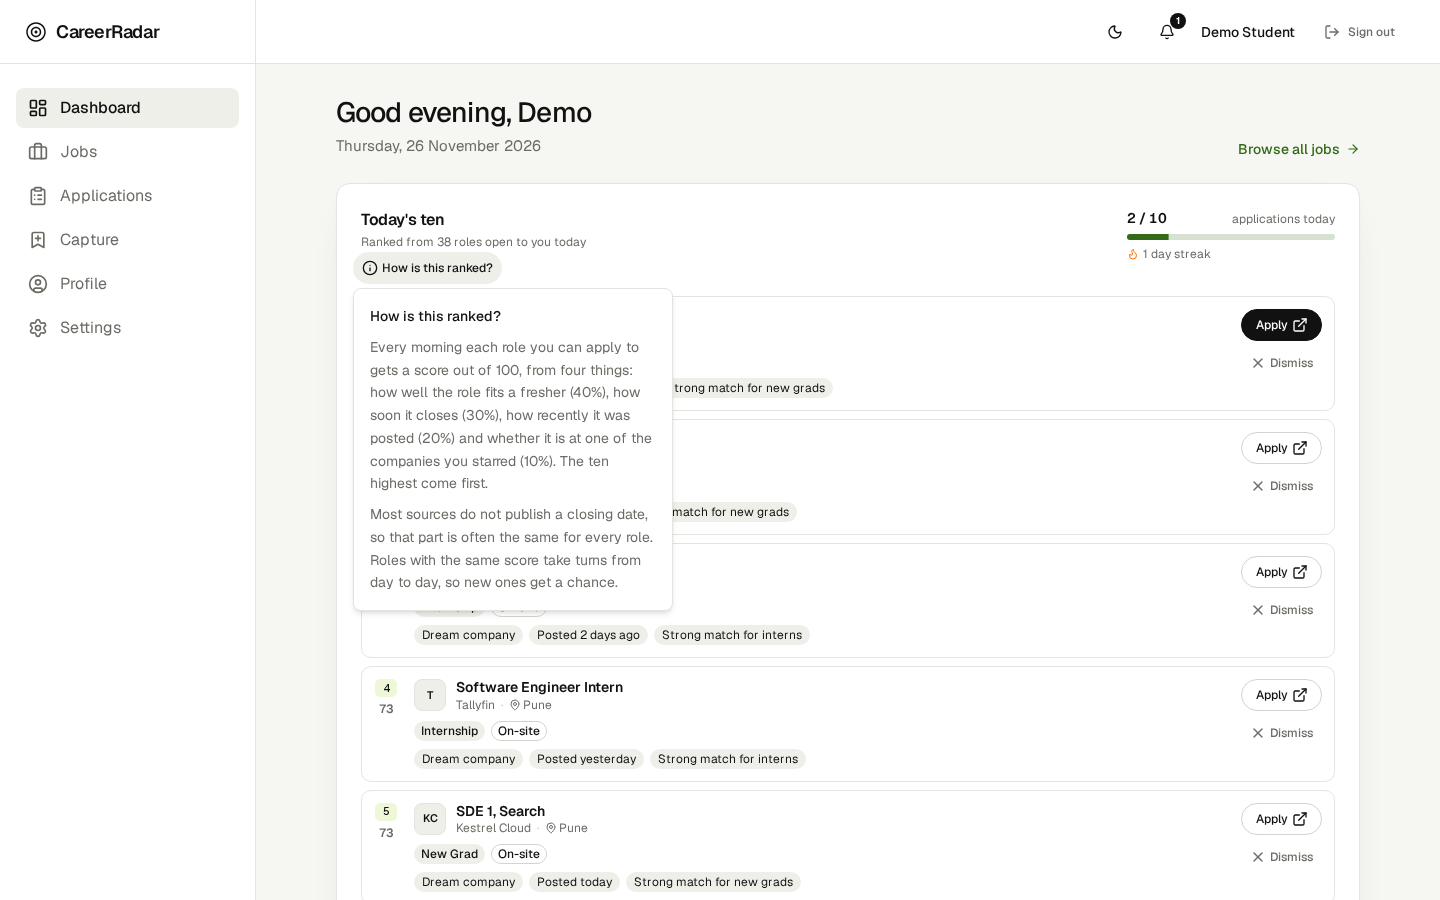 CareerRadar
1
Demo Student
Sign out
Dashboard
Jobs
Applications
Capture
Profile
Settings
Good evening, Demo
Thursday, 26 November 2026
Browse all jobs
Today's ten
Ranked from 38 roles open to you today
2 / 10
applications today
1 day streak
How is this ranked?
How is this ranked?
Every morning each role you can apply to
gets a score out of 100, from four things:
how well the role fits a fresher (40%), how
soon it closes (30%), how recently it was
posted (20%) and whether it is at one of the
companies you starred (10%). The ten
highest come first.
Most sources do not publish a closing date,
so that part is often the same for every role.
Roles with the same score take turns from
day to day, so new ones get a chance.
Apply
Dismiss
trong match for new grads
Apply
Dismiss
match for new grads
Apply
Dismiss
Dream company
Posted 2 days ago
Strong match for interns
4
73
T
Software Engineer Intern
Tallyfin · Pune
Internship
On-site
Dream company
Posted yesterday
Strong match for interns
Apply
Dismiss
5
73
KC
SDE 1, Search
Kestrel Cloud · Pune
New Grad
On-site
Dream company
Posted today
Strong match for new grads
Apply
Dismiss